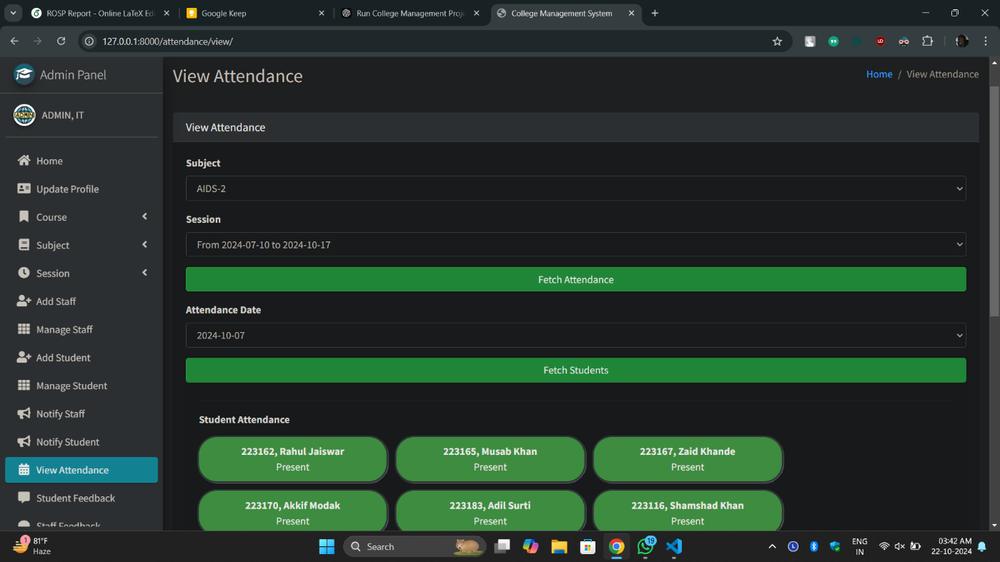 ROSP Report - Online LaTeX Ed
Google Keep
Run College Management Proje
College Management System
127.0.0.1:8000/attendance/view/
Admin Panel
ADMIN
ADMIN, IT
Home
Update Profile
Course
Subject
Session
Add Staff
Manage Staff
Add Student
Manage Student
Notify Staff
Notify Student
View Attendance
Student Feedback
Staff Feedback
View Attendance
Home / View Attendance
View Attendance
Subject
AIDS-2
Session
From 2024-07-10 to 2024-10-17
Fetch Attendance
Attendance Date
2024-10-07
Fetch Students
Student Attendance
223162, Rahul Jaiswar
Present
223165, Musab Khan
Present
223167, Zaid Khande
Present
223170, Akkif Modak
Present
223183, Adil Surti
Present
223116, Shamshad Khan
Present
1
81°F
Haze
Search
19
ENG
IN
03:42 AM
22-10-2024